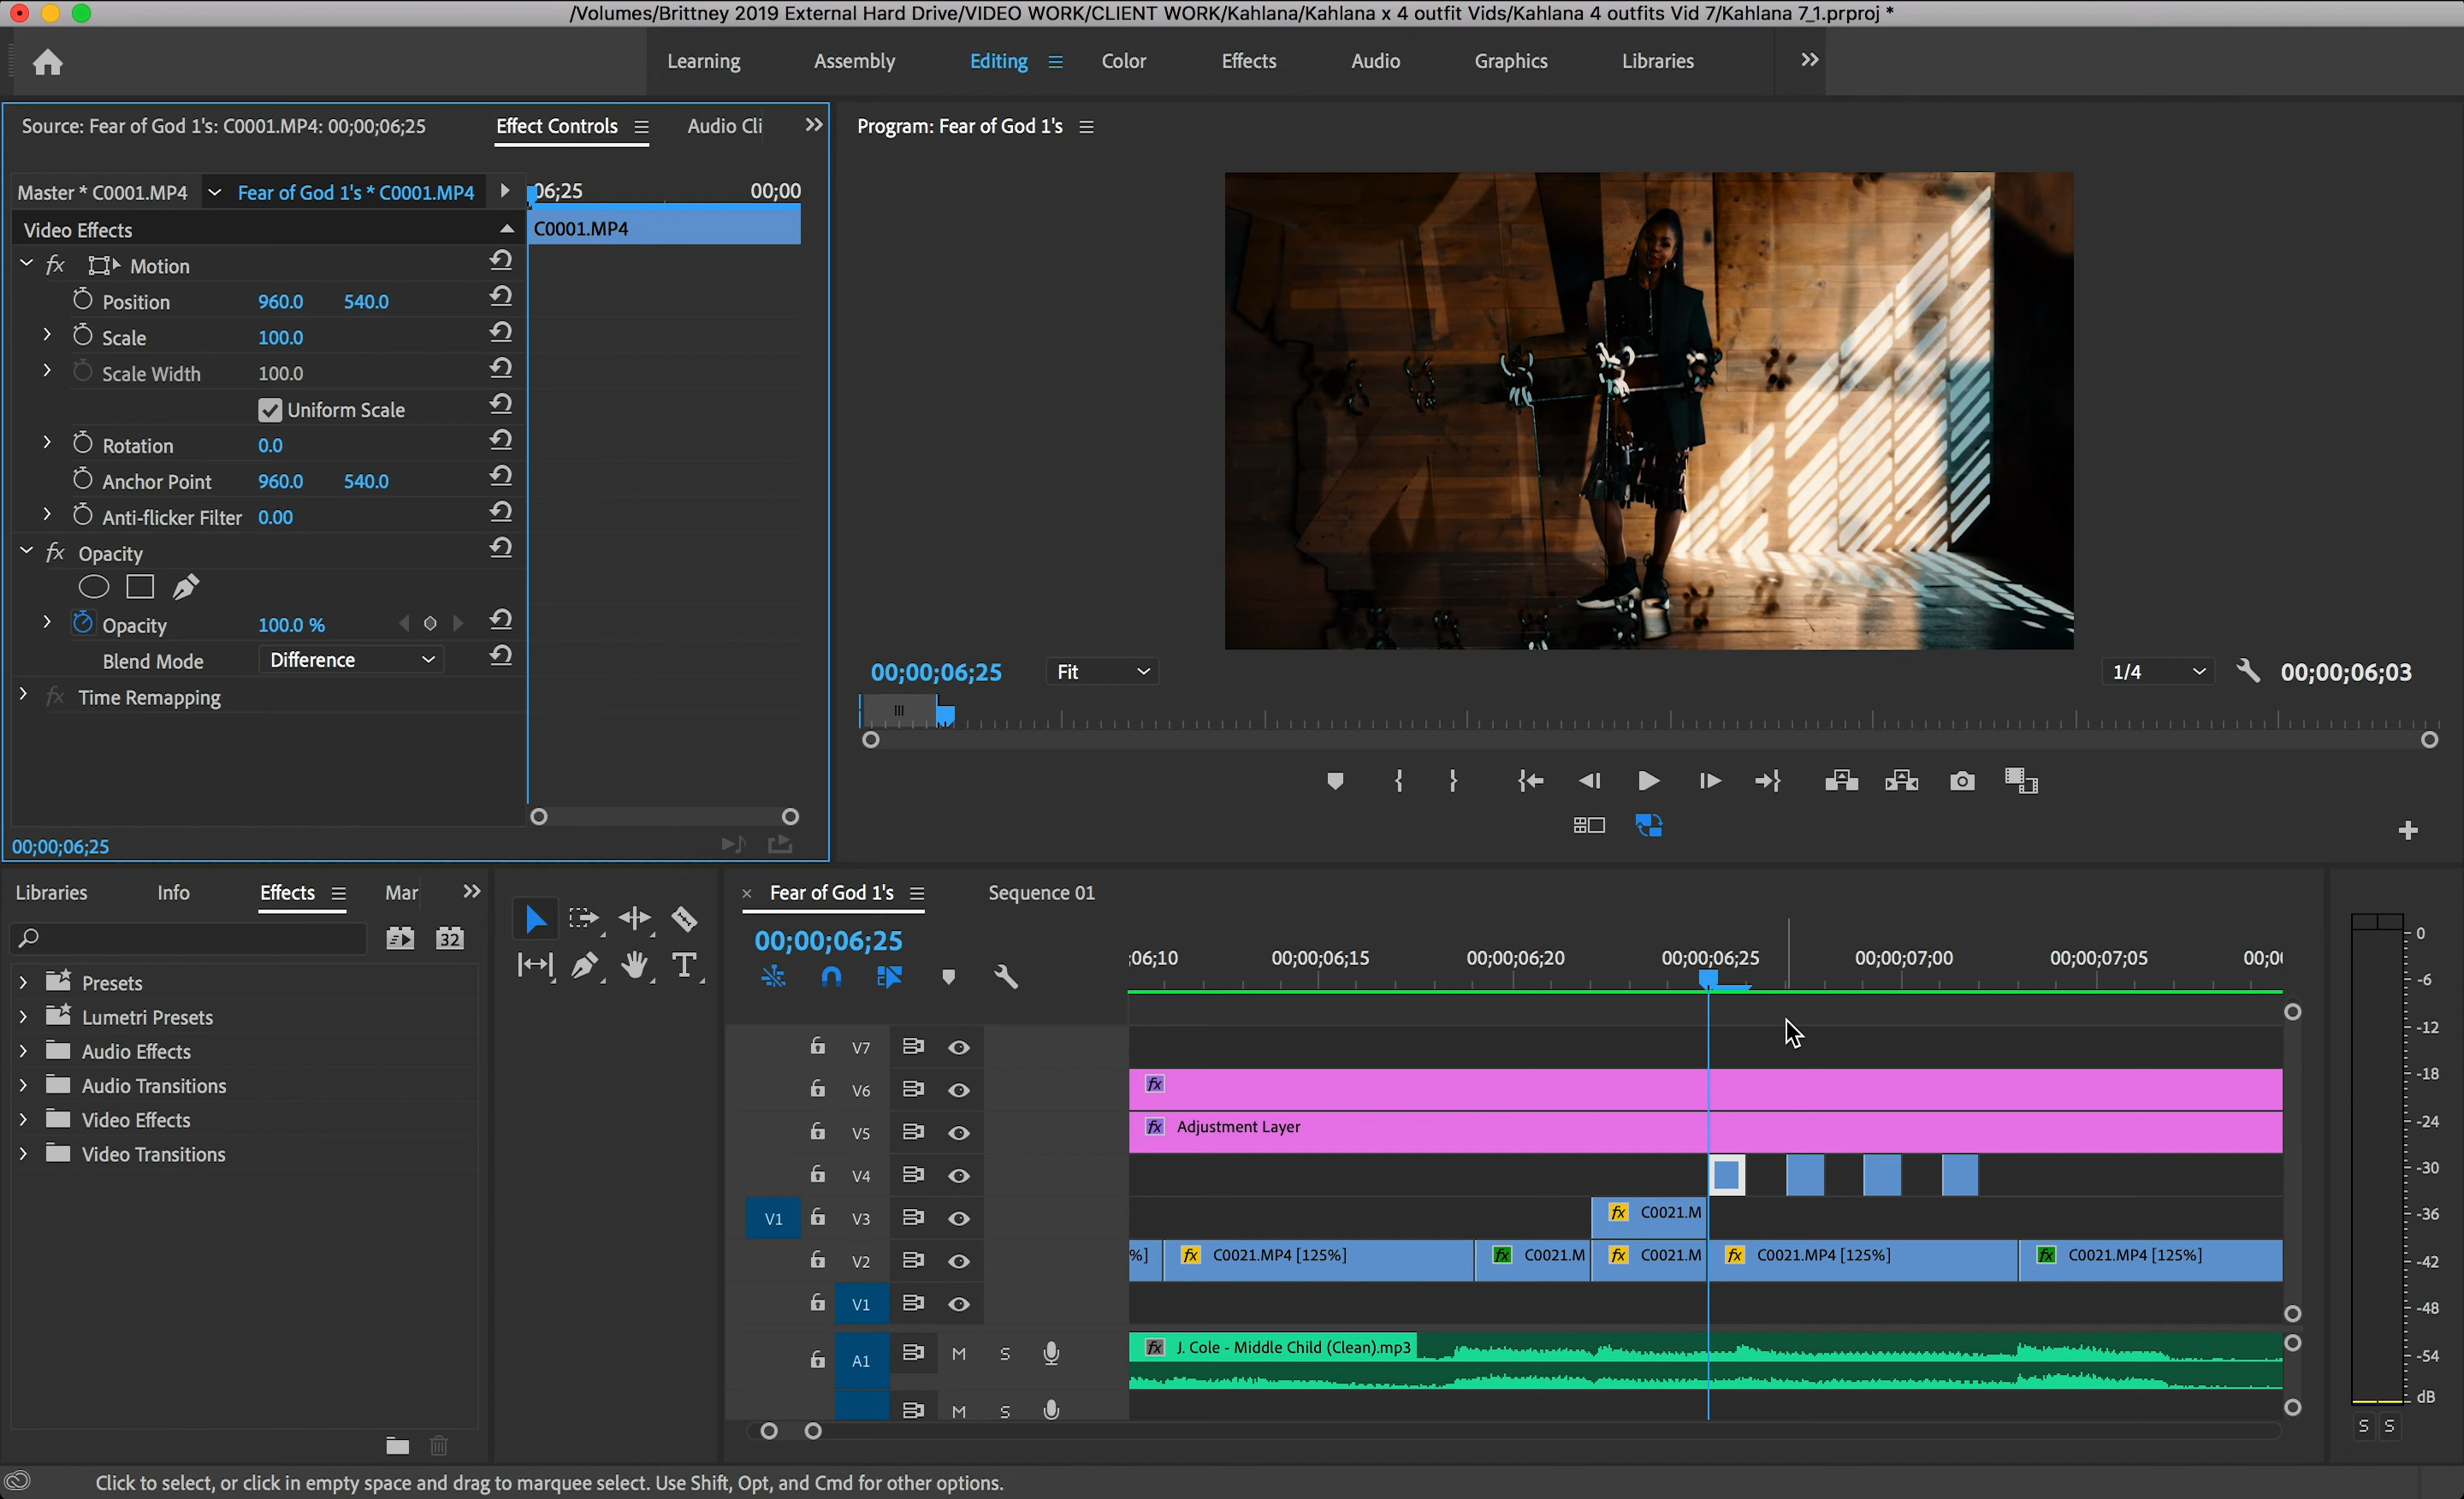 /Volumes/Brittney 2019 External Hard Drive/VIDEO WORK/CLIENT WORK/Kahlana/Kahlana x 4 outfit Vids/Kahlana 4 outfits Vid 7/Kahlana 7_1.prproj *
Learning Assembly Editing Color Effects Audio Graphics Libraries
Source: Fear of God 1's: C0001.MP4: 00;00;06;25 Effect Controls Audio Cli
Program: Fear of God 1's
Master * C0001.MP4 Fear of God 1's * C0001.MP4 06;25 00;00
Video Effects C0001.MP4
fx Motion
Position 960.0 540.0
Scale 100.0
Scale Width 100.0
Uniform Scale
Rotation 0.0
Anchor Point 960.0 540.0
Anti-flicker Filter 0.00
fx Opacity
Opacity 100.0 %
Blend Mode Difference
fx Time Remapping
00;00;06;25
00;00;06;25 Fit 1/4 00;00;06;03
Libraries Info Effects Mar
32
Presets
Lumetri Presets
Audio Effects
Audio Transitions
Video Effects
Video Transitions
T
Fear of God 1's Sequence 01
00;00;06;25
;06;10 00;00;06;15 00;00;06;20 00;00;06;25 00;00;07;00 00;00;07;05 00;0
V7
V6 fx
V5 fx Adjustment Layer
V4
V1 V3 fx C0021.M
V2 %] fx C0021.MP4 [125%] fx C0021.M fx C0021.M fx C0021.MP4 [125%] fx C0021.MP4 [125%]
V1
A1 M S fx J. Cole - Middle Child (Clean).mp3
M S
0
-6
-12
-18
-24
-30
-36
-42
-48
-54
dB
S S
Click to select, or click in empty space and drag to marquee select. Use Shift, Opt, and Cmd for other options.